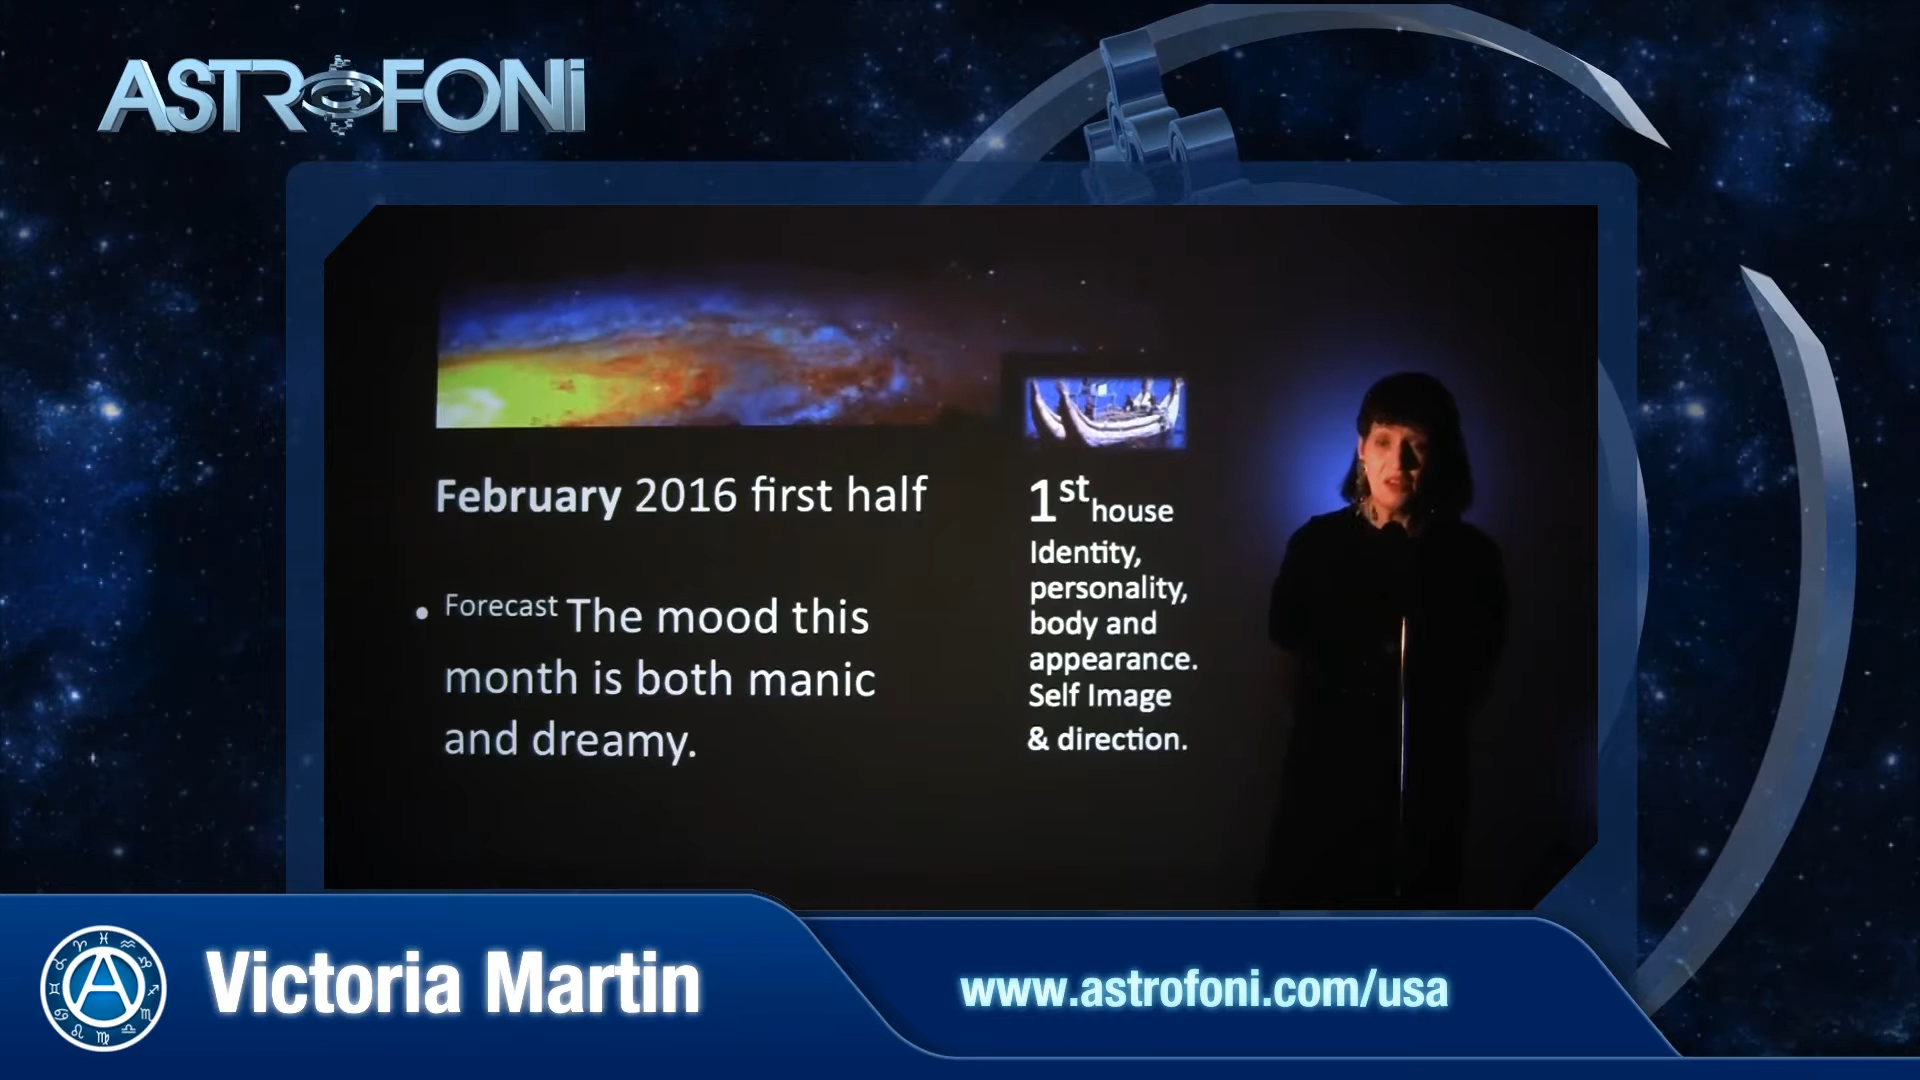 ASTROFONi
February 2016 first half
• Forecast The mood this
month is both manic
and dreamy.
1st house
Identity,
personality,
body and
appearance.
Self Image
& direction.
A
Victoria Martin
www.astrofoni.com/usa